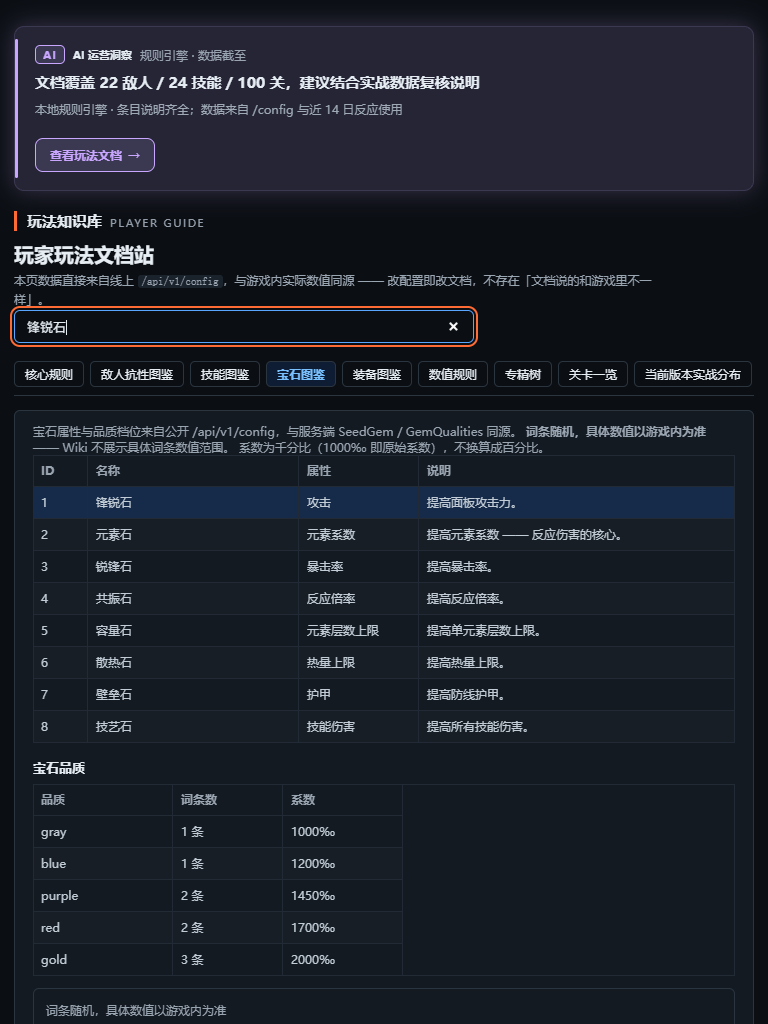 AI AI 运营洞察 规则引擎 · 数据截至
文档覆盖 22 敌人 / 24 技能 / 100 关，建议结合实战数据复核说明
本地规则引擎 · 条目说明齐全；数据来自 /config 与近 14 日反应使用
查看玩法文档 →
玩法知识库 PLAYER GUIDE
玩家玩法文档站
本页数据直接来自线上 /api/v1/config，与游戏内实际数值同源 —— 改配置即改文档，不存在「文档说的和游戏里不一
样」。
锋锐石 ×
核心规则 敌人抗性图鉴 技能图鉴 宝石图鉴 装备图鉴 数值规则 专精树 关卡一览 当前版本实战分布
宝石属性与品质档位来自公开 /api/v1/config，与服务端 SeedGem / GemQualities 同源。 词条随机，具体数值以游戏内为准
—— Wiki 不展示具体词条数值范围。 系数为千分比（1000‰ 即原始系数），不换算成百分比。
ID 名称 属性 说明
1 锋锐石 攻击 提高面板攻击力。
2 元素石 元素系数 提高元素系数 —— 反应伤害的核心。
3 锐锋石 暴击率 提高暴击率。
4 共振石 反应倍率 提高反应倍率。
5 容量石 元素层数上限 提高单元素层数上限。
6 散热石 热量上限 提高热量上限。
7 壁垒石 护甲 提高防线护甲。
8 技艺石 技能伤害 提高所有技能伤害。
宝石品质
品质 词条数 系数
gray 1 条 1000‰
blue 1 条 1200‰
purple 2 条 1450‰
red 2 条 1700‰
gold 3 条 2000‰
词条随机，具体数值以游戏内为准